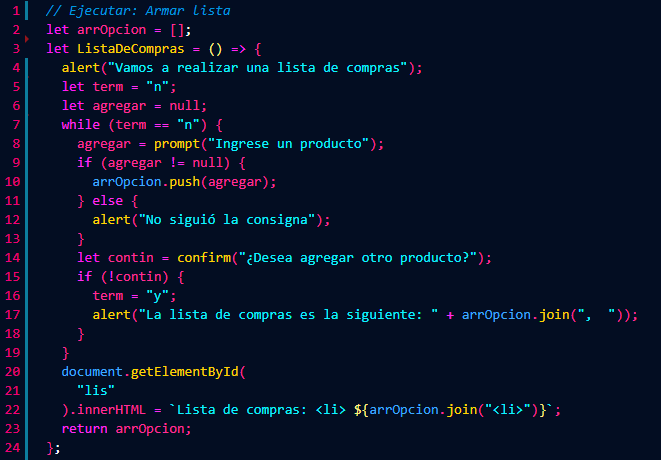 1 // Ejecutar: Armar lista
2 let arrOpcion = [];
3 let ListaDeCompras = () => {
4 alert("Vamos a realizar una lista de compras");
5 let term = "n";
6 let agregar = null;
7 while (term == "n") {
8 agregar = prompt("Ingrese un producto");
9 if (agregar != null) {
10 arrOpcion.push(agregar);
11 } else {
12 alert("No siguió la consigna");
13 }
14 let contin = confirm("¿Desea agregar otro producto?");
15 if (!contin) {
16 term = "y";
17 alert("La lista de compras es la siguiente: " + arrOpcion.join(",  "));
18 }
19 }
20 document.getElementById(
21 "lis"
22 ).innerHTML = `Lista de compras: <li> ${arrOpcion.join("<li>")}`;
23 return arrOpcion;
24 };